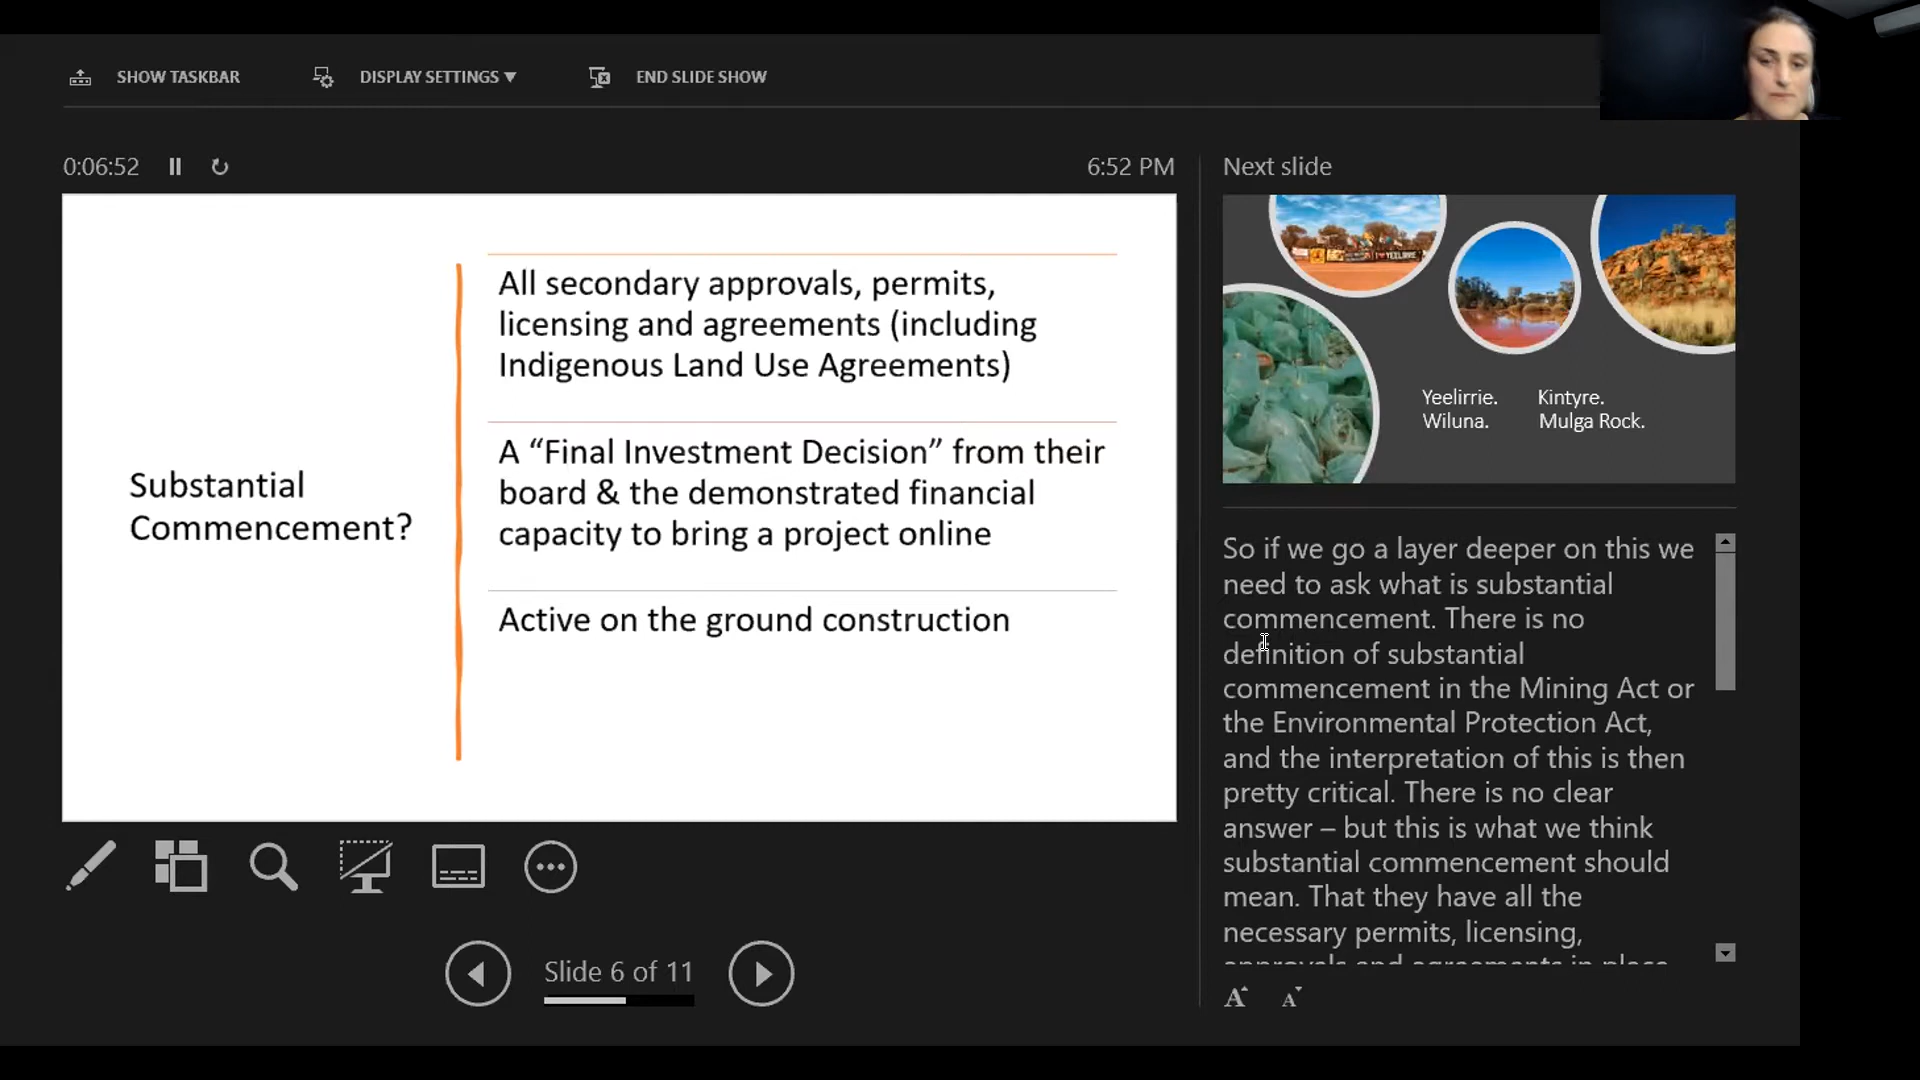 SHOW TASKBAR
DISPLAY SETTINGS ▼
END SLIDE SHOW
0:06:52
6:52 PM
Next slide
Substantial
Commencement?
All secondary approvals, permits,
licensing and agreements (including
Indigenous Land Use Agreements)
A “Final Investment Decision” from their
board & the demonstrated financial
capacity to bring a project online
Active on the ground construction
YEELIRRIE
Yeelirrie. Kintyre.
Wiluna. Mulga Rock.
So if we go a layer deeper on this we
need to ask what is substantial
commencement. There is no
definition of substantial
commencement in the Mining Act or
the Environmental Protection Act,
and the interpretation of this is then
pretty critical. There is no clear
answer – but this is what we think
substantial commencement should
mean. That they have all the
necessary permits, licensing,
approvals and agreements in place
Slide 6 of 11
A A